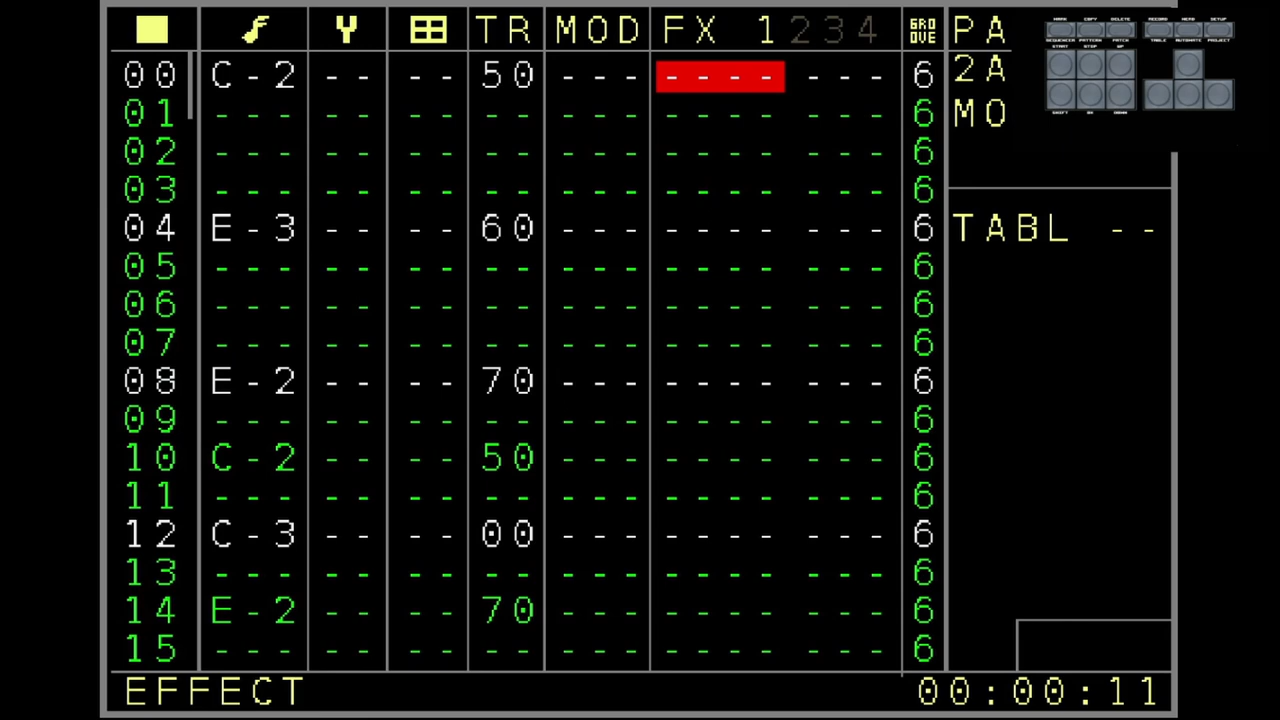 TR MOD FX 1234 GROOVE PA
00 C-2 -- -- 50 --- ---- --- 6 2A
01 --- -- -- -- --- ---- --- 6 MO
02 --- -- -- -- --- ---- --- 6
03 --- -- -- -- --- ---- --- 6
04 E-3 -- -- 60 --- ---- --- 6 TABL --
05 --- -- -- -- --- ---- --- 6
06 --- -- -- -- --- ---- --- 6
07 --- -- -- -- --- ---- --- 6
08 E-2 -- -- 70 --- ---- --- 6
09 --- -- -- -- --- ---- --- 6
10 C-2 -- -- 50 --- ---- --- 6
11 --- -- -- -- --- ---- --- 6
12 C-3 -- -- 00 --- ---- --- 6
13 --- -- -- -- --- ---- --- 6
14 E-2 -- -- 70 --- ---- --- 6
15 --- -- -- -- --- ---- --- 6
EFFECT 00:00:11